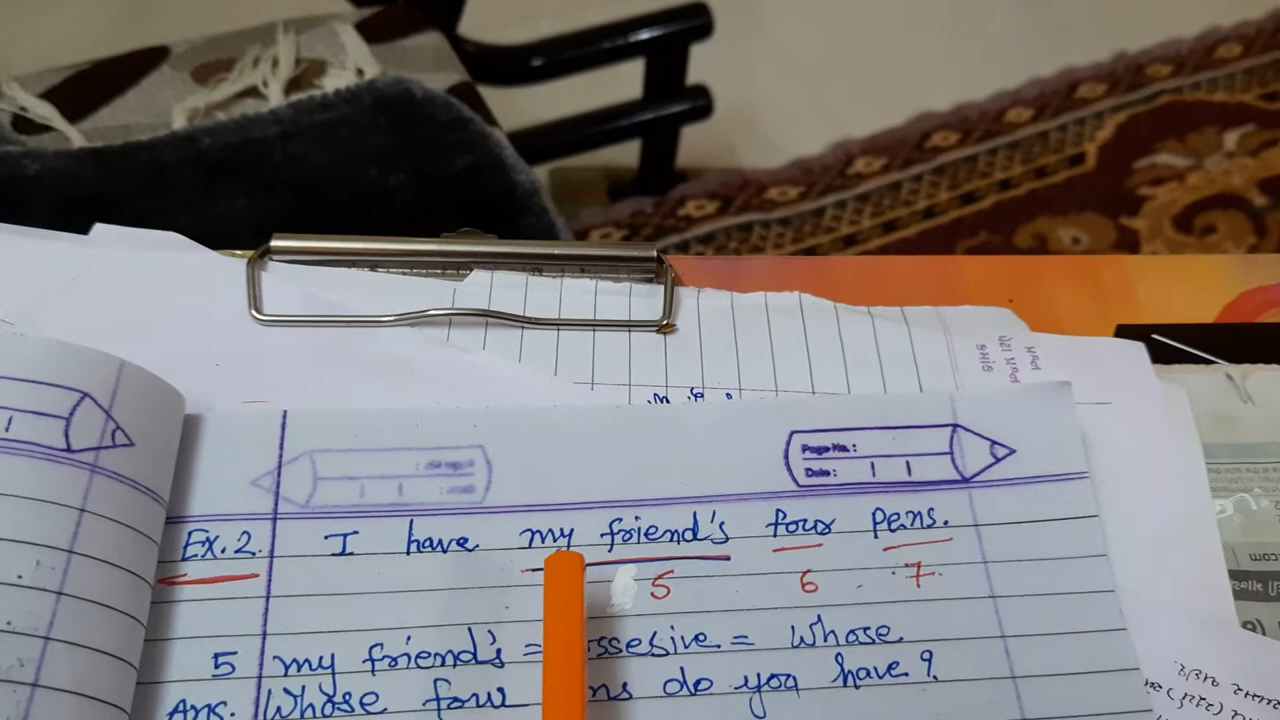 Page No.:
Date:
Ex.2. I have my friend's four pens.
5 6 7.
5 my friend's = ssesive = whose
Ans. Whose four ns do you have?